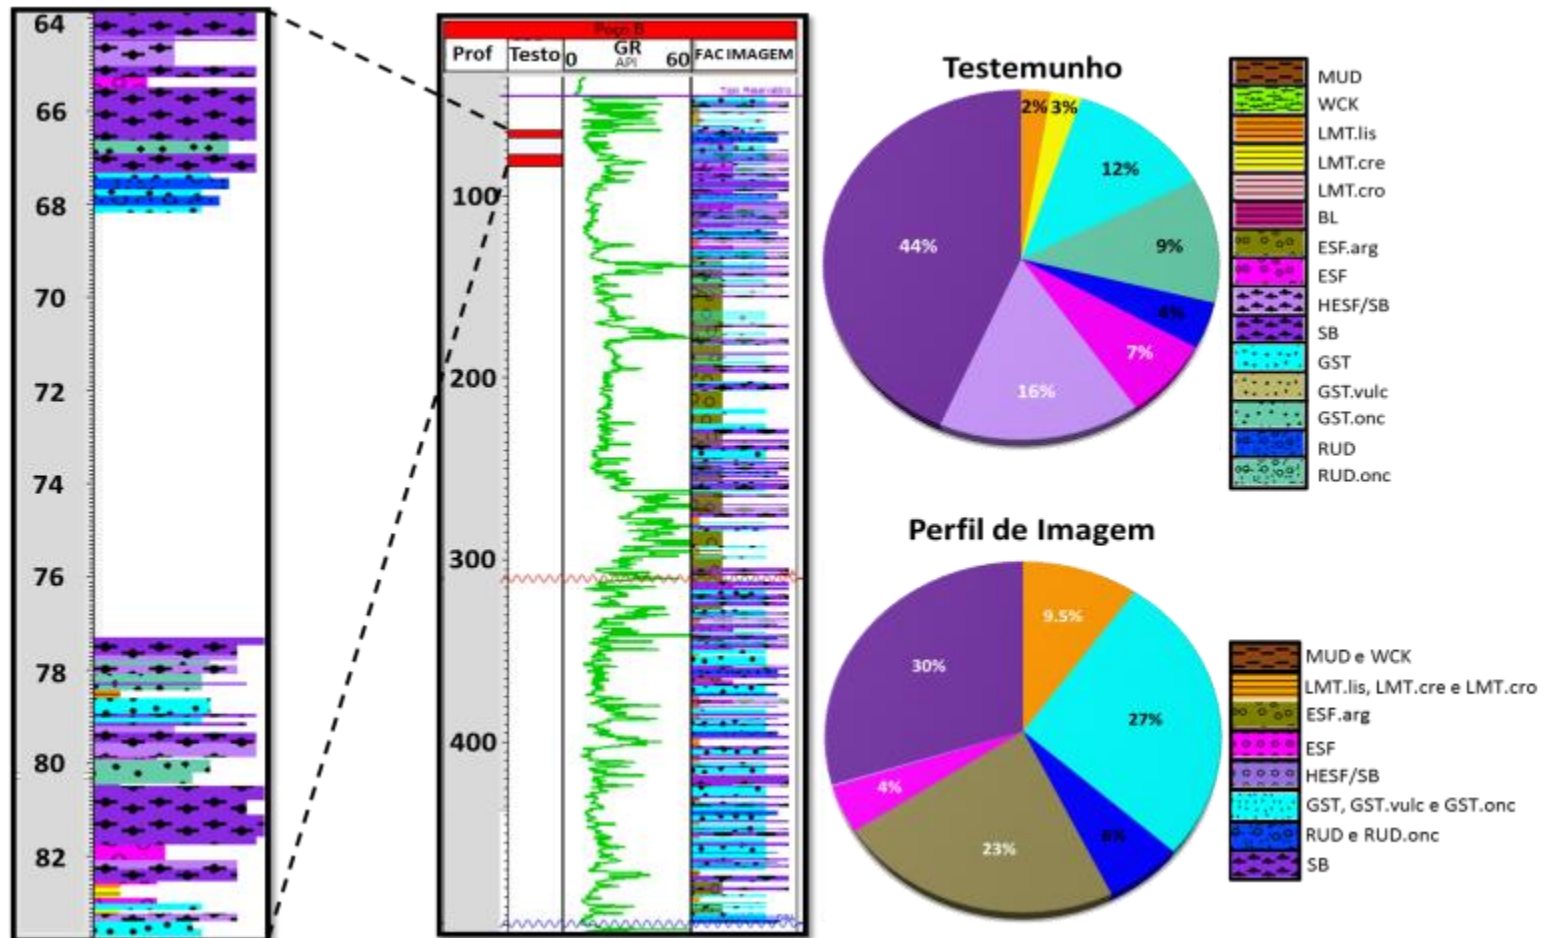 64
66
68
70
72
74
76
78
80
82
Poço B
Prof Testo 0 GR API 60 FAC IMAGEM
Topo Reservatório
100
200
300
400
Testemunho
2%
3%
12%
9%
4%
7%
16%
44%
MUD
WCK
LMT.lis
LMT.cre
LMT.cro
BL
ESF.arg
ESF
HESF/SB
SB
GST
GST.vulc
GST.onc
RUD
RUD.onc
Perfil de Imagem
9.5%
27%
6%
23%
4%
30%
MUD e WCK
LMT.lis, LMT.cre e LMT.cro
ESF.arg
ESF
HESF/SB
GST, GST.vulc e GST.onc
RUD e RUD.onc
SB